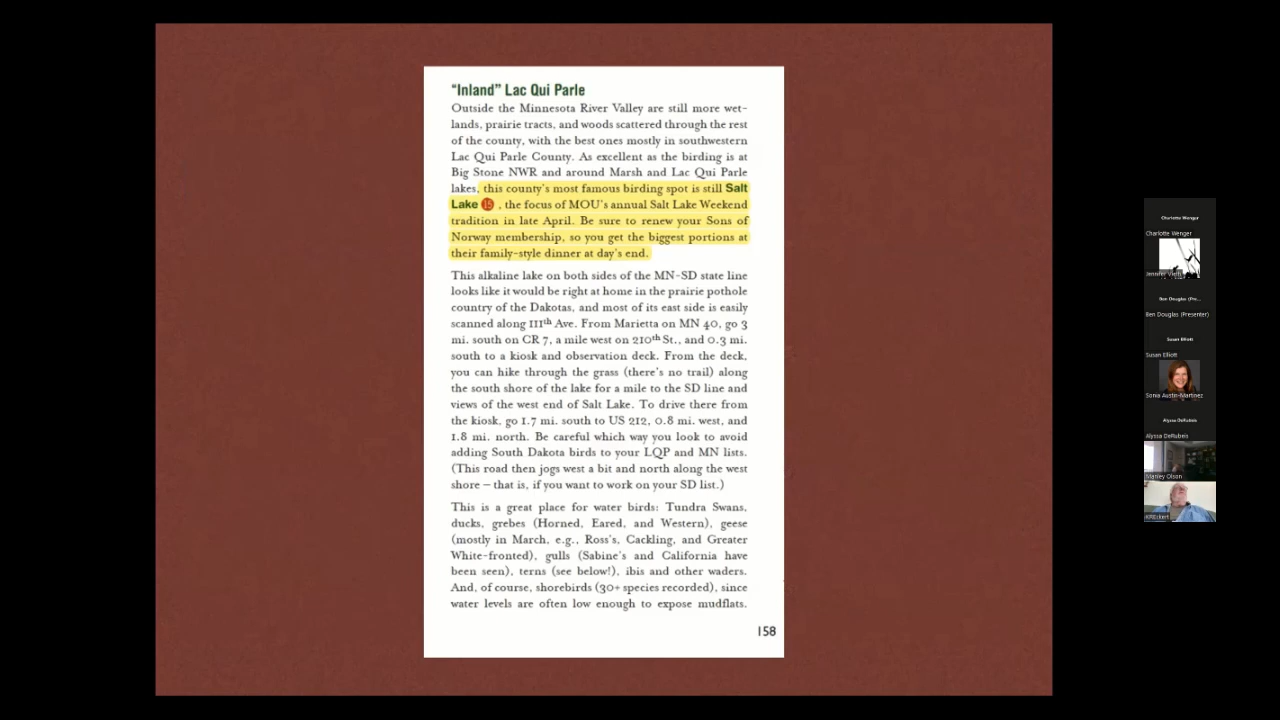 "Inland" Lac Qui Parle
Outside the Minnesota River Valley are still more wet-
lands, prairie tracts, and woods scattered through the rest
of the county, with the best ones mostly in southwestern
Lac Qui Parle County. As excellent as the birding is at
Big Stone NWR and around Marsh and Lac Qui Parle
lakes, this county's most famous birding spot is still Salt
Lake 15 , the focus of MOU's annual Salt Lake Weekend
tradition in late April. Be sure to renew your Sons of
Norway membership, so you get the biggest portions at
their family-style dinner at day's end.
This alkaline lake on both sides of the MN-SD state line
looks like it would be right at home in the prairie pothole
country of the Dakotas, and most of its east side is easily
scanned along 111th Ave. From Marietta on MN 40, go 3
mi. south on CR 7, a mile west on 210th St., and 0.3 mi.
south to a kiosk and observation deck. From the deck,
you can hike through the grass (there's no trail) along
the south shore of the lake for a mile to the SD line and
views of the west end of Salt Lake. To drive there from
the kiosk, go 1.7 mi. south to US 212, 0.8 mi. west, and
1.8 mi. north. Be careful which way you look to avoid
adding South Dakota birds to your LQP and MN lists.
(This road then jogs west a bit and north along the west
shore – that is, if you want to work on your SD list.)
This is a great place for water birds: Tundra Swans,
ducks, grebes (Horned, Eared, and Western), geese
(mostly in March, e.g., Ross's, Cackling, and Greater
White-fronted), gulls (Sabine's and California have
been seen), terns (see below!), ibis and other waders.
And, of course, shorebirds (30+ species recorded), since
water levels are often low enough to expose mudflats.
158
Charlotte Wenger
Charlotte Wenger
Jennifer
Ben Douglas (Pre...
Ben Douglas (Presenter)
Susan Elliott
Susan Elliott
Sonia Austin-Martinez
Alyssa DeRubeis
Alyssa DeRubeis
Stanley Olson
KREckert